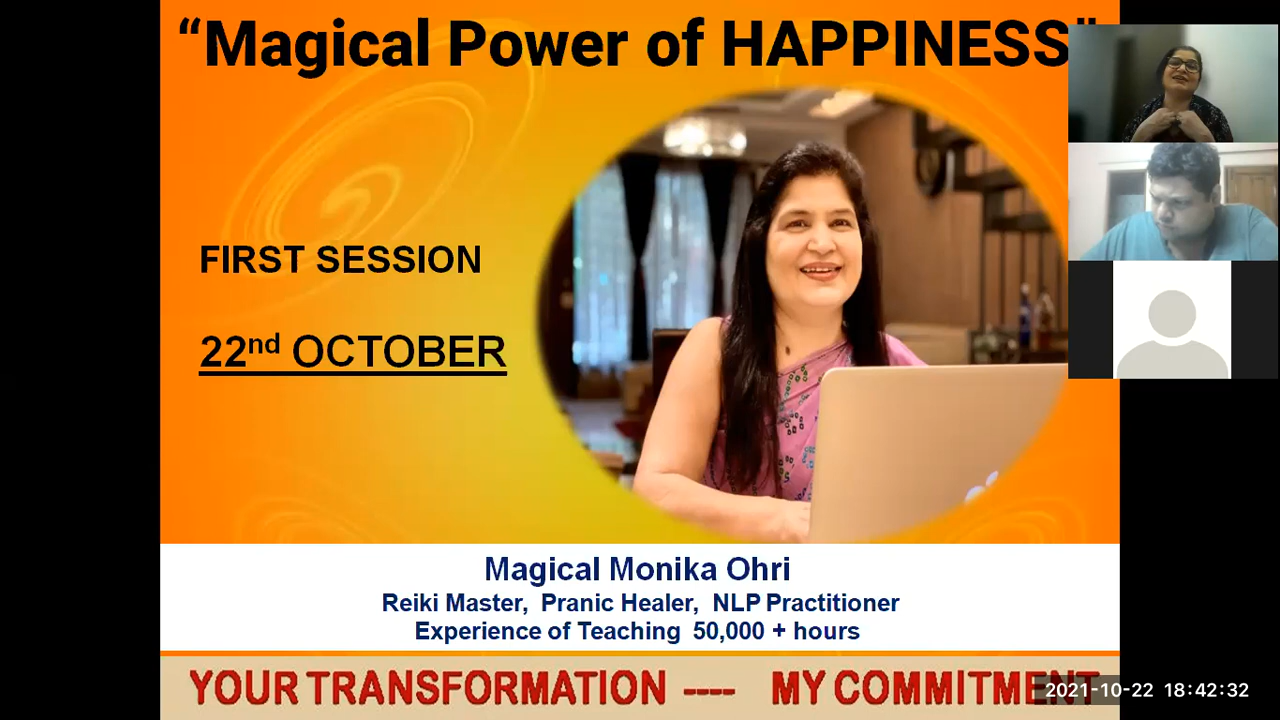 “Magical Power of HAPPINESS"
FIRST SESSION
22nd OCTOBER
Magical Monika Ohri
Reiki Master, Pranic Healer, NLP Practitioner
Experience of Teaching 50,000 + hours
YOUR TRANSFORMATION ---- MY COMMITMENT
2021-10-22 18:42:32